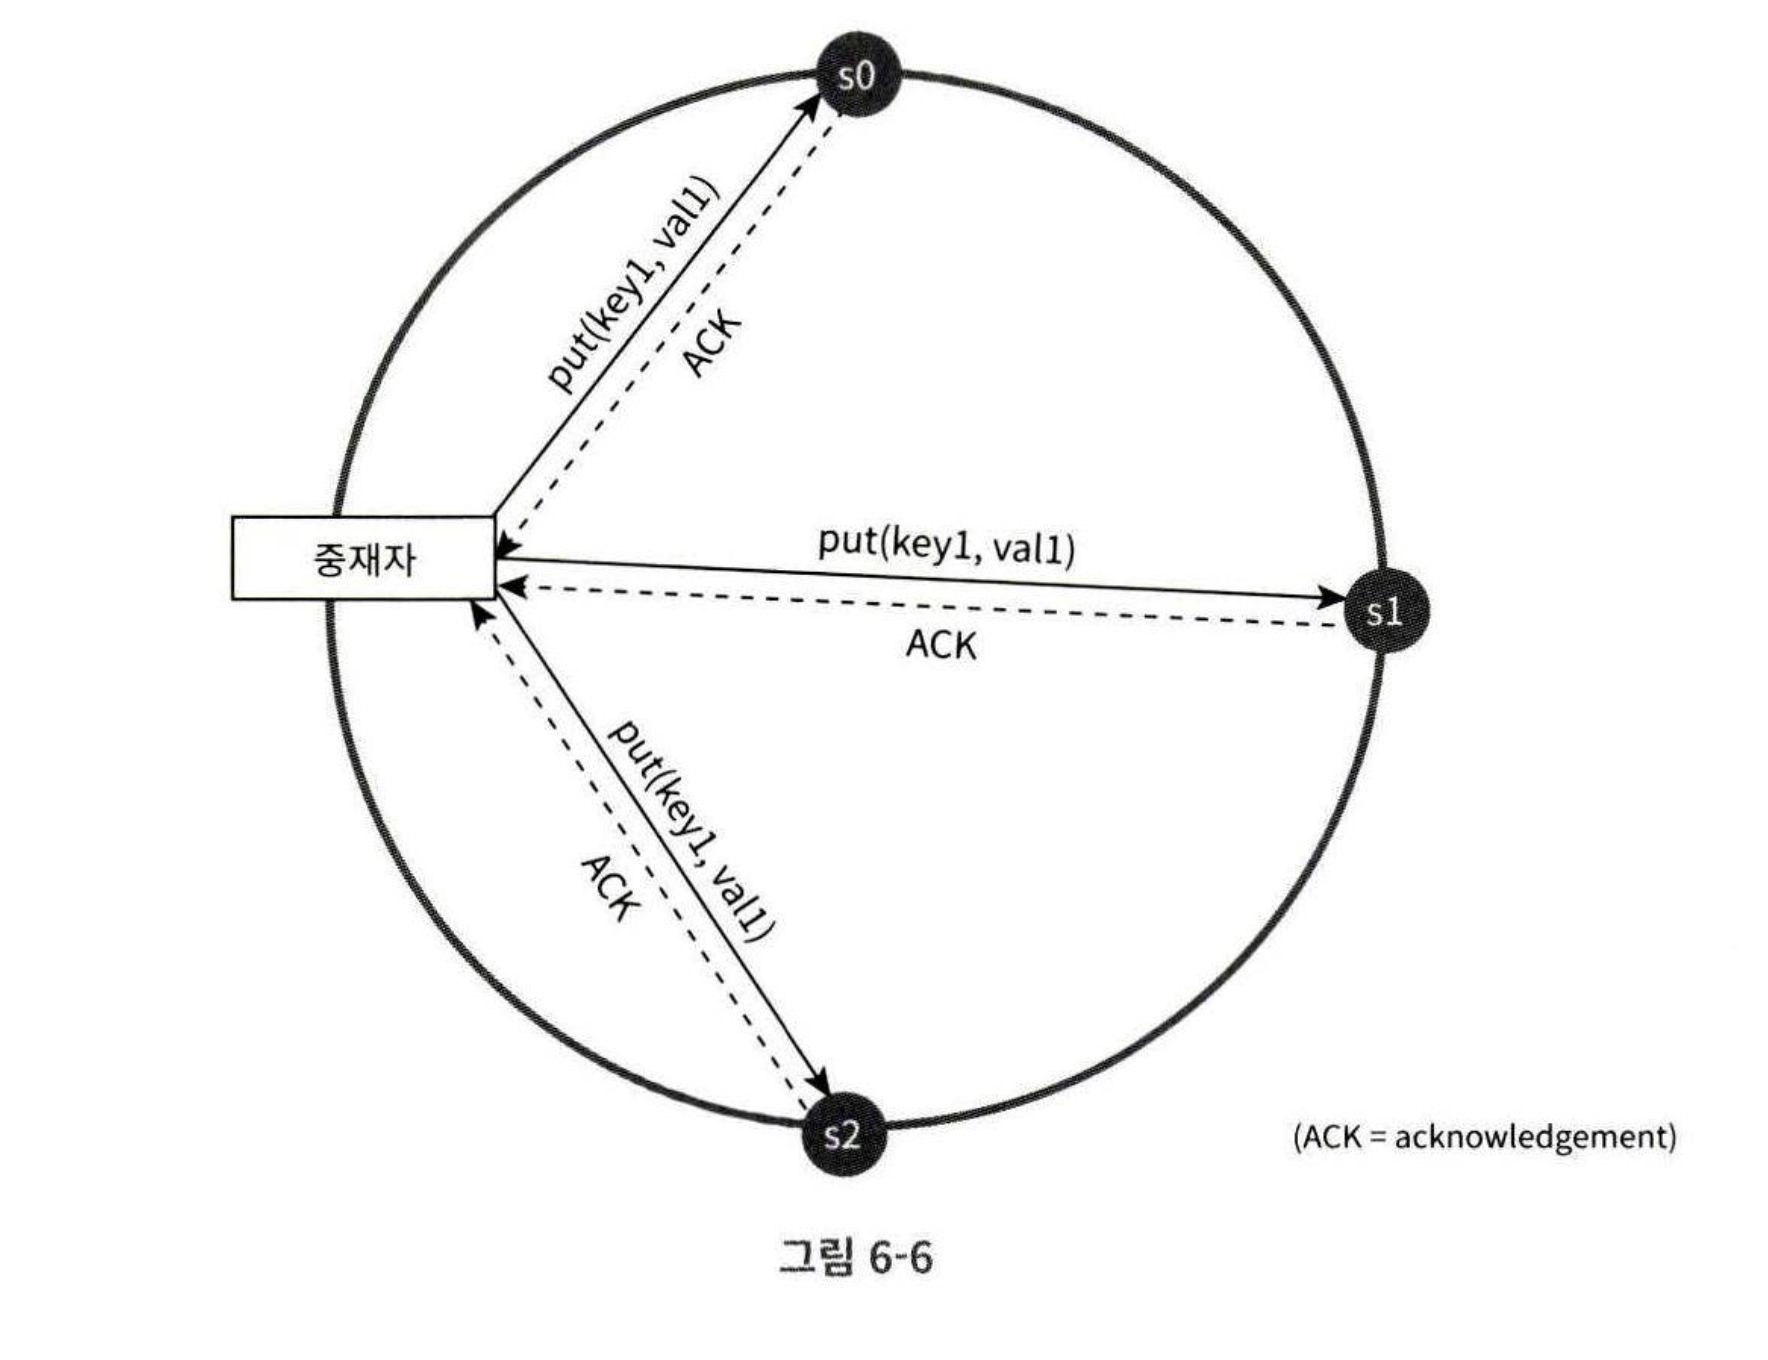 s0
put(key1, val1)
ACK
중재자
put(key1, val1)
ACK
s1
put(key1, val1)
ACK
s2
(ACK = acknowledgement)
그림 6-6